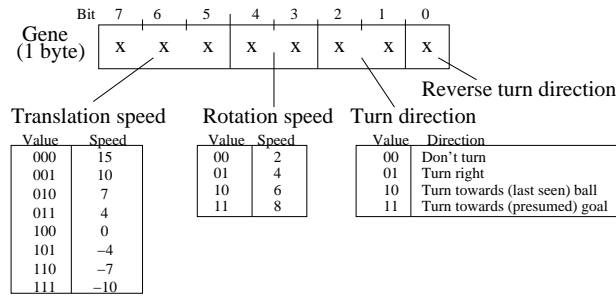 Bit 7 6 5 4 3 2 1 0
Gene
(1 byte)
x x x x x x x x
Reverse turn direction
Translation speed Rotation speed Turn direction
Value Speed
000 15
001 10
010 7
011 4
100 0
101 −4
110 −7
111 −10
Value Speed
00 2
01 4
10 6
11 8
Value Direction
00 Don't turn
01 Turn right
10 Turn towards (last seen) ball
11 Turn towards (presumed) goal